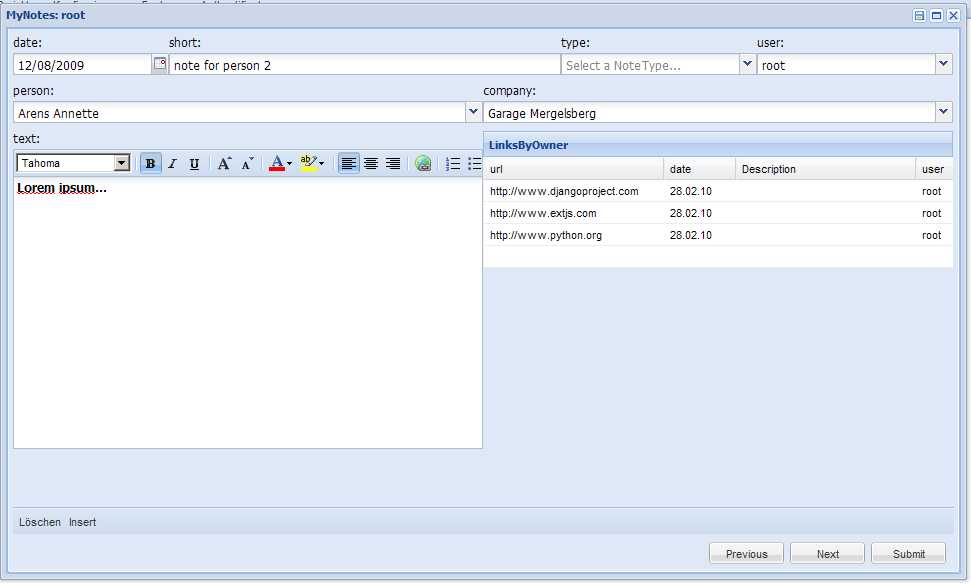 MyNotes: root
date: short: type: user:
12/08/2009 note for person 2 Select a NoteType... root
person: company:
Arens Annette Garage Mergelsberg
text:
LinksByOwner
Tahoma B I U A A A ab
url date Description user
Lorem ipsum...
http://www.djangoproject.com 28.02.10 root
http://www.extjs.com 28.02.10 root
http://www.python.org 28.02.10 root
Löschen Insert
Previous Next Submit